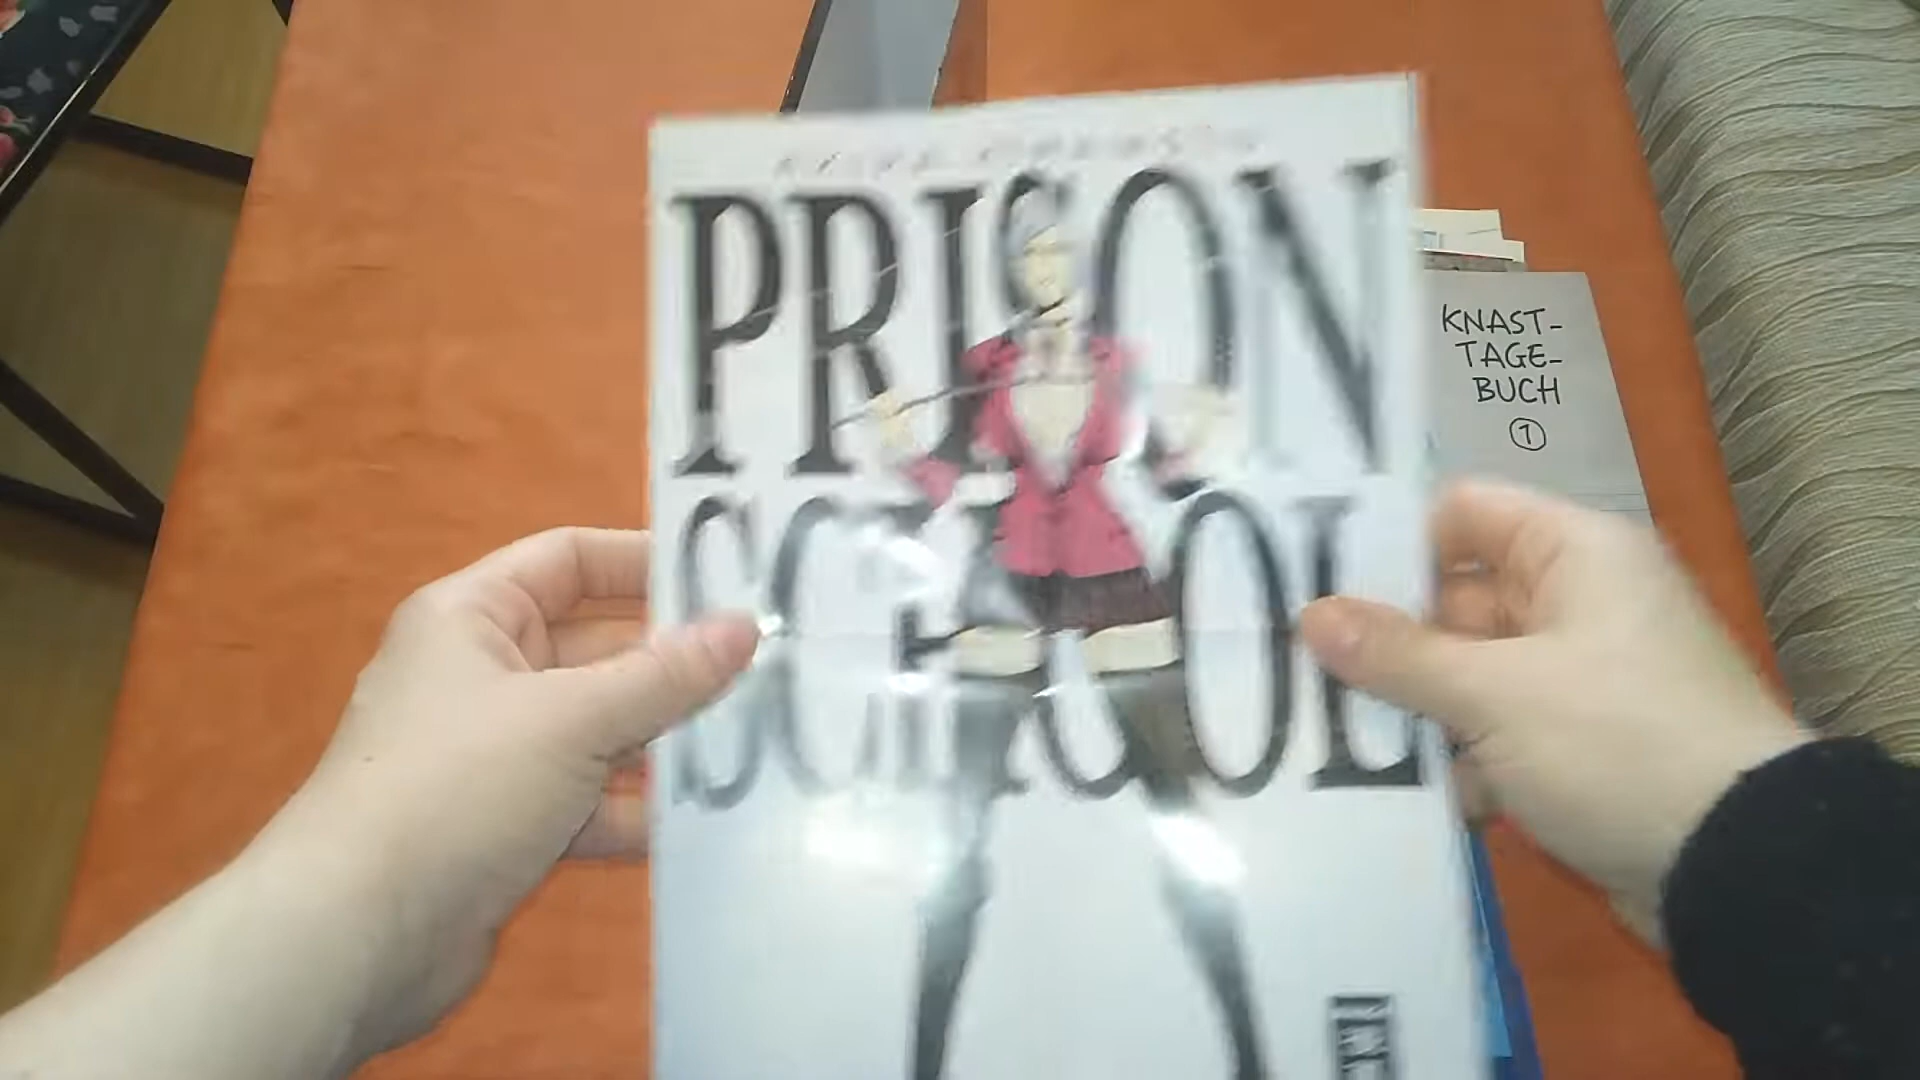 PRISON
SCHOOL
KNAST-
TAGE-
BUCH
1